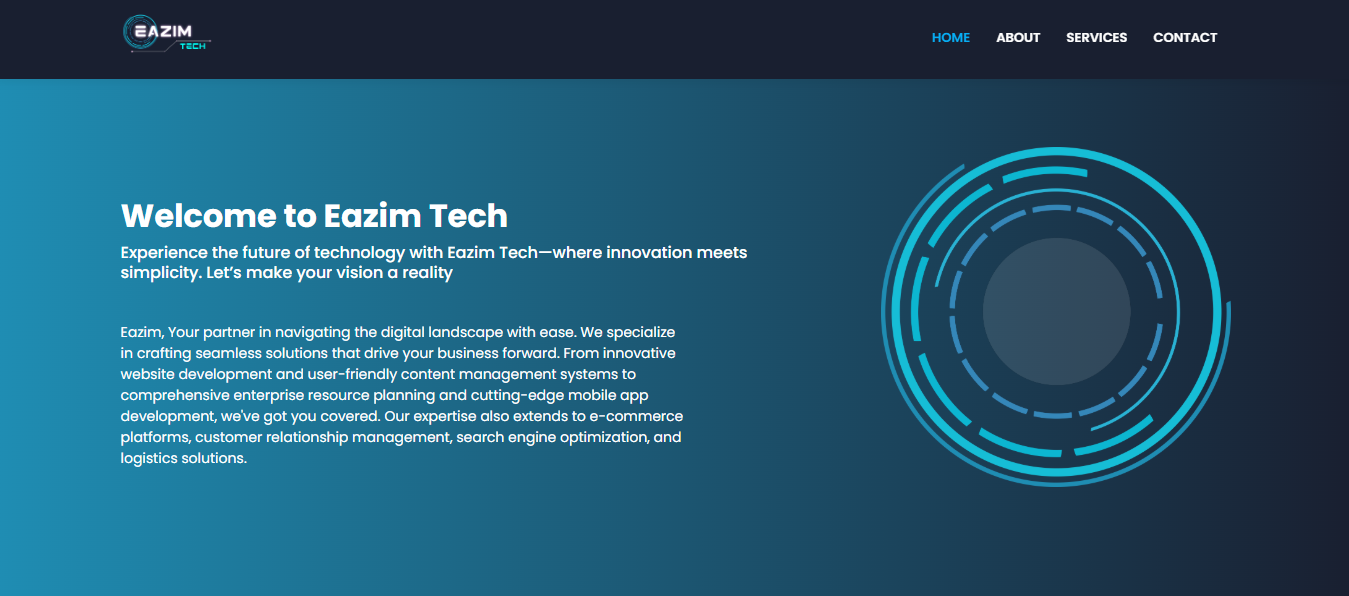 EAZIM
TECH
HOME ABOUT SERVICES CONTACT
Welcome to Eazim Tech
Experience the future of technology with Eazim Tech—where innovation meets
simplicity. Let’s make your vision a reality
Eazim, Your partner in navigating the digital landscape with ease. We specialize
in crafting seamless solutions that drive your business forward. From innovative
website development and user-friendly content management systems to
comprehensive enterprise resource planning and cutting-edge mobile app
development, we've got you covered. Our expertise also extends to e-commerce
platforms, customer relationship management, search engine optimization, and
logistics solutions.